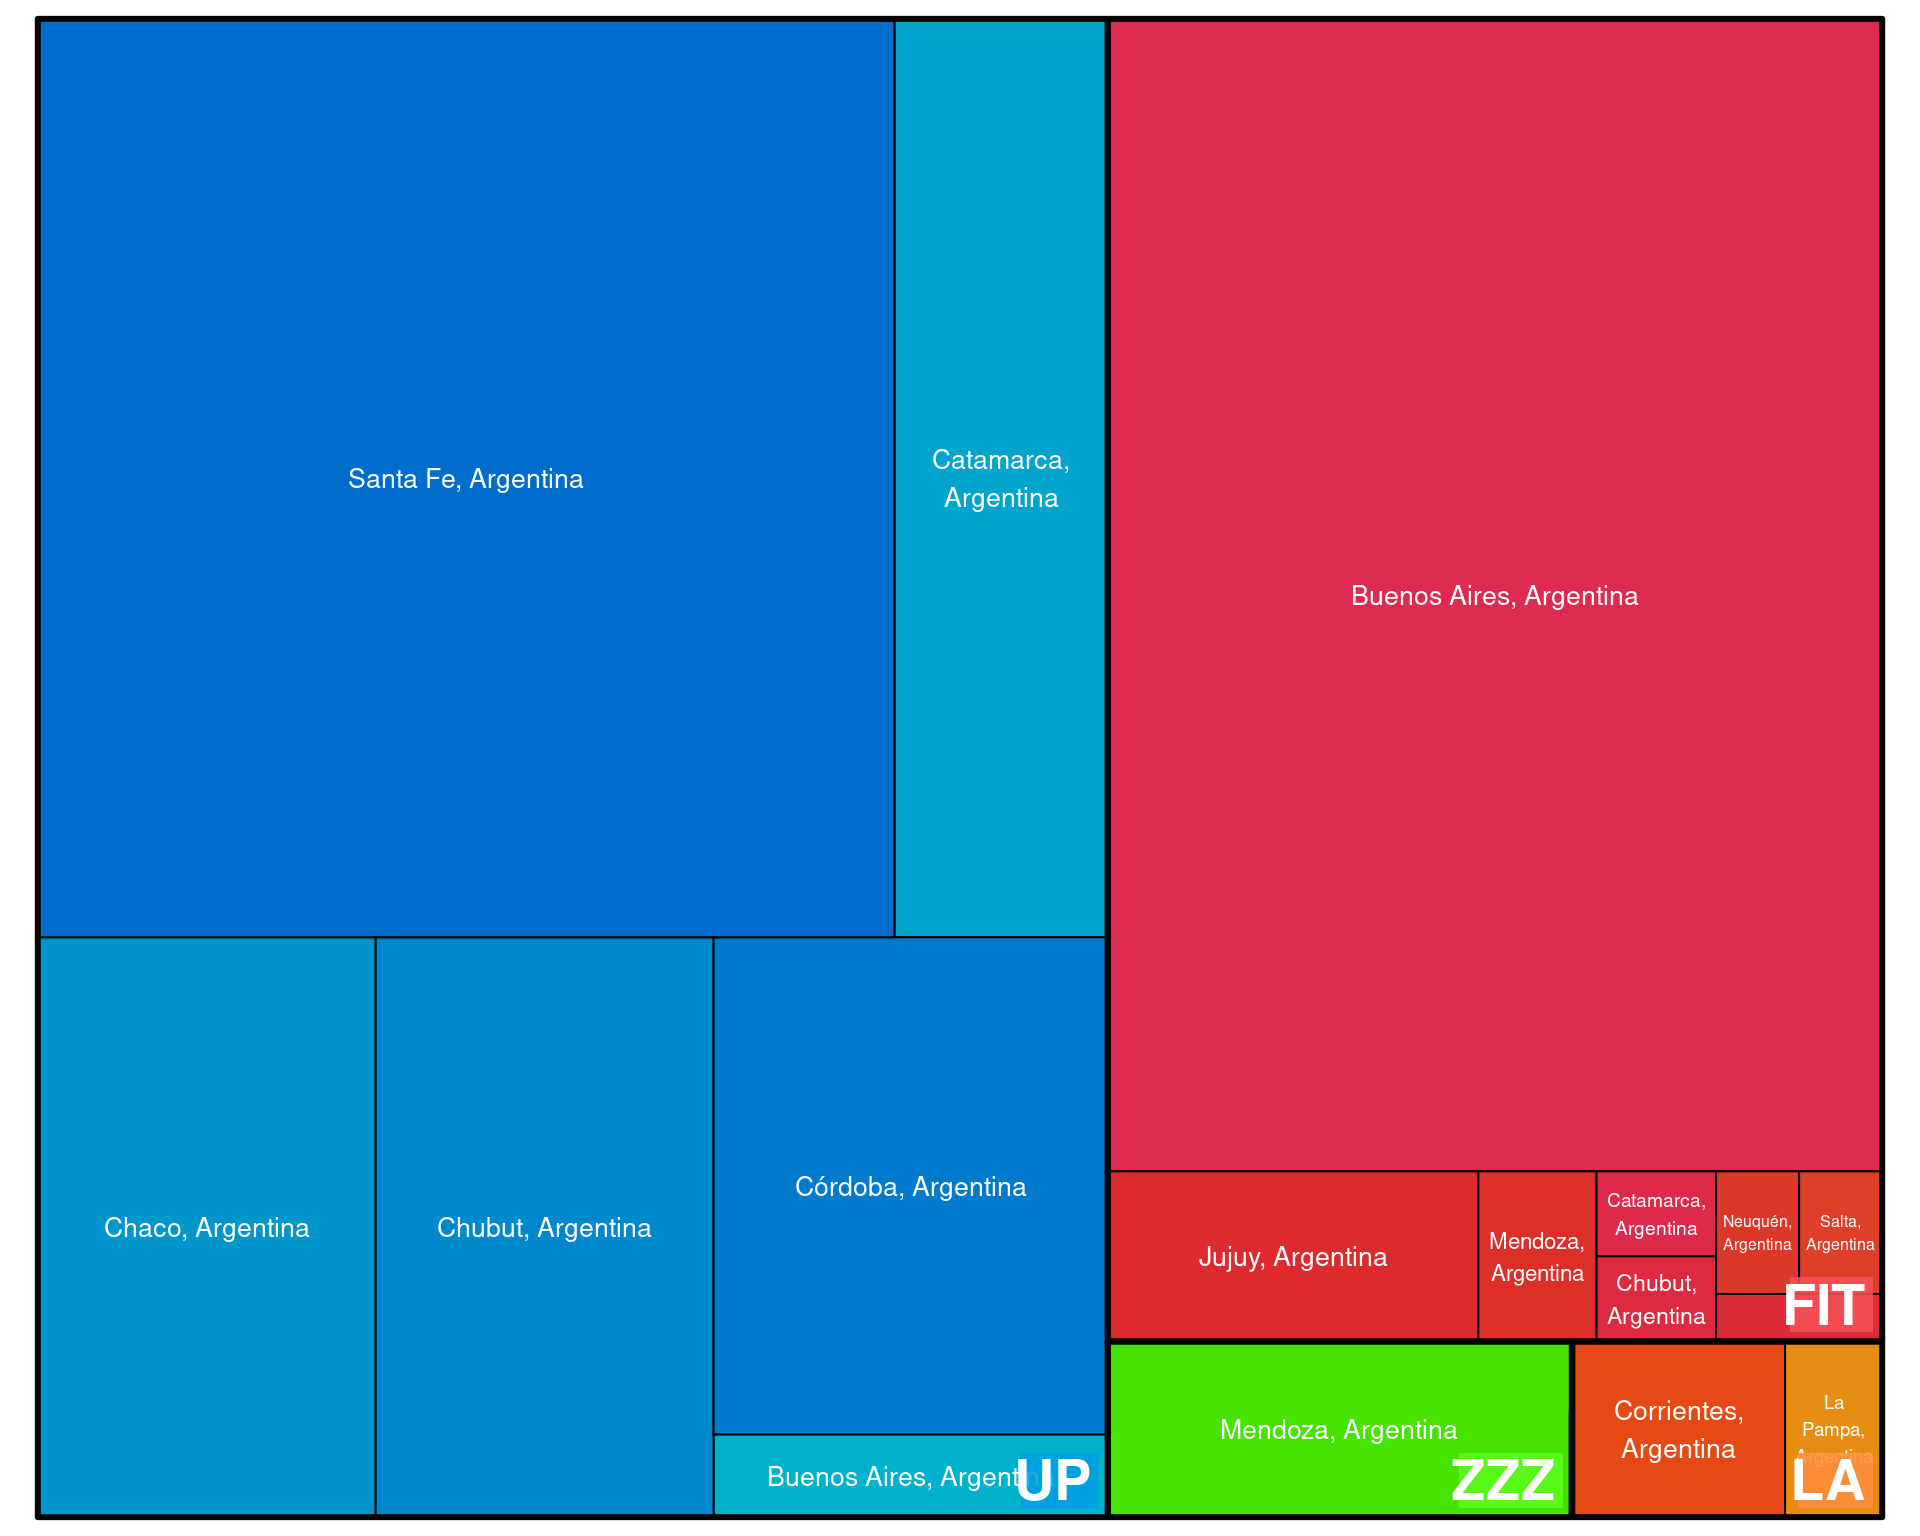 Santa Fe, Argentina
Catamarca,
Argentina
Chaco, Argentina
Chubut, Argentina
Córdoba, Argentina
Buenos Aires, Argentina
UP
Buenos Aires, Argentina
Jujuy, Argentina
Mendoza,
Argentina
Catamarca,
Argentina
Chubut,
Argentina
Neuquén,
Argentina
Salta,
Argentina
FIT
Mendoza, Argentina
ZZZ
Corrientes,
Argentina
La
Pampa,
Argentina
LA